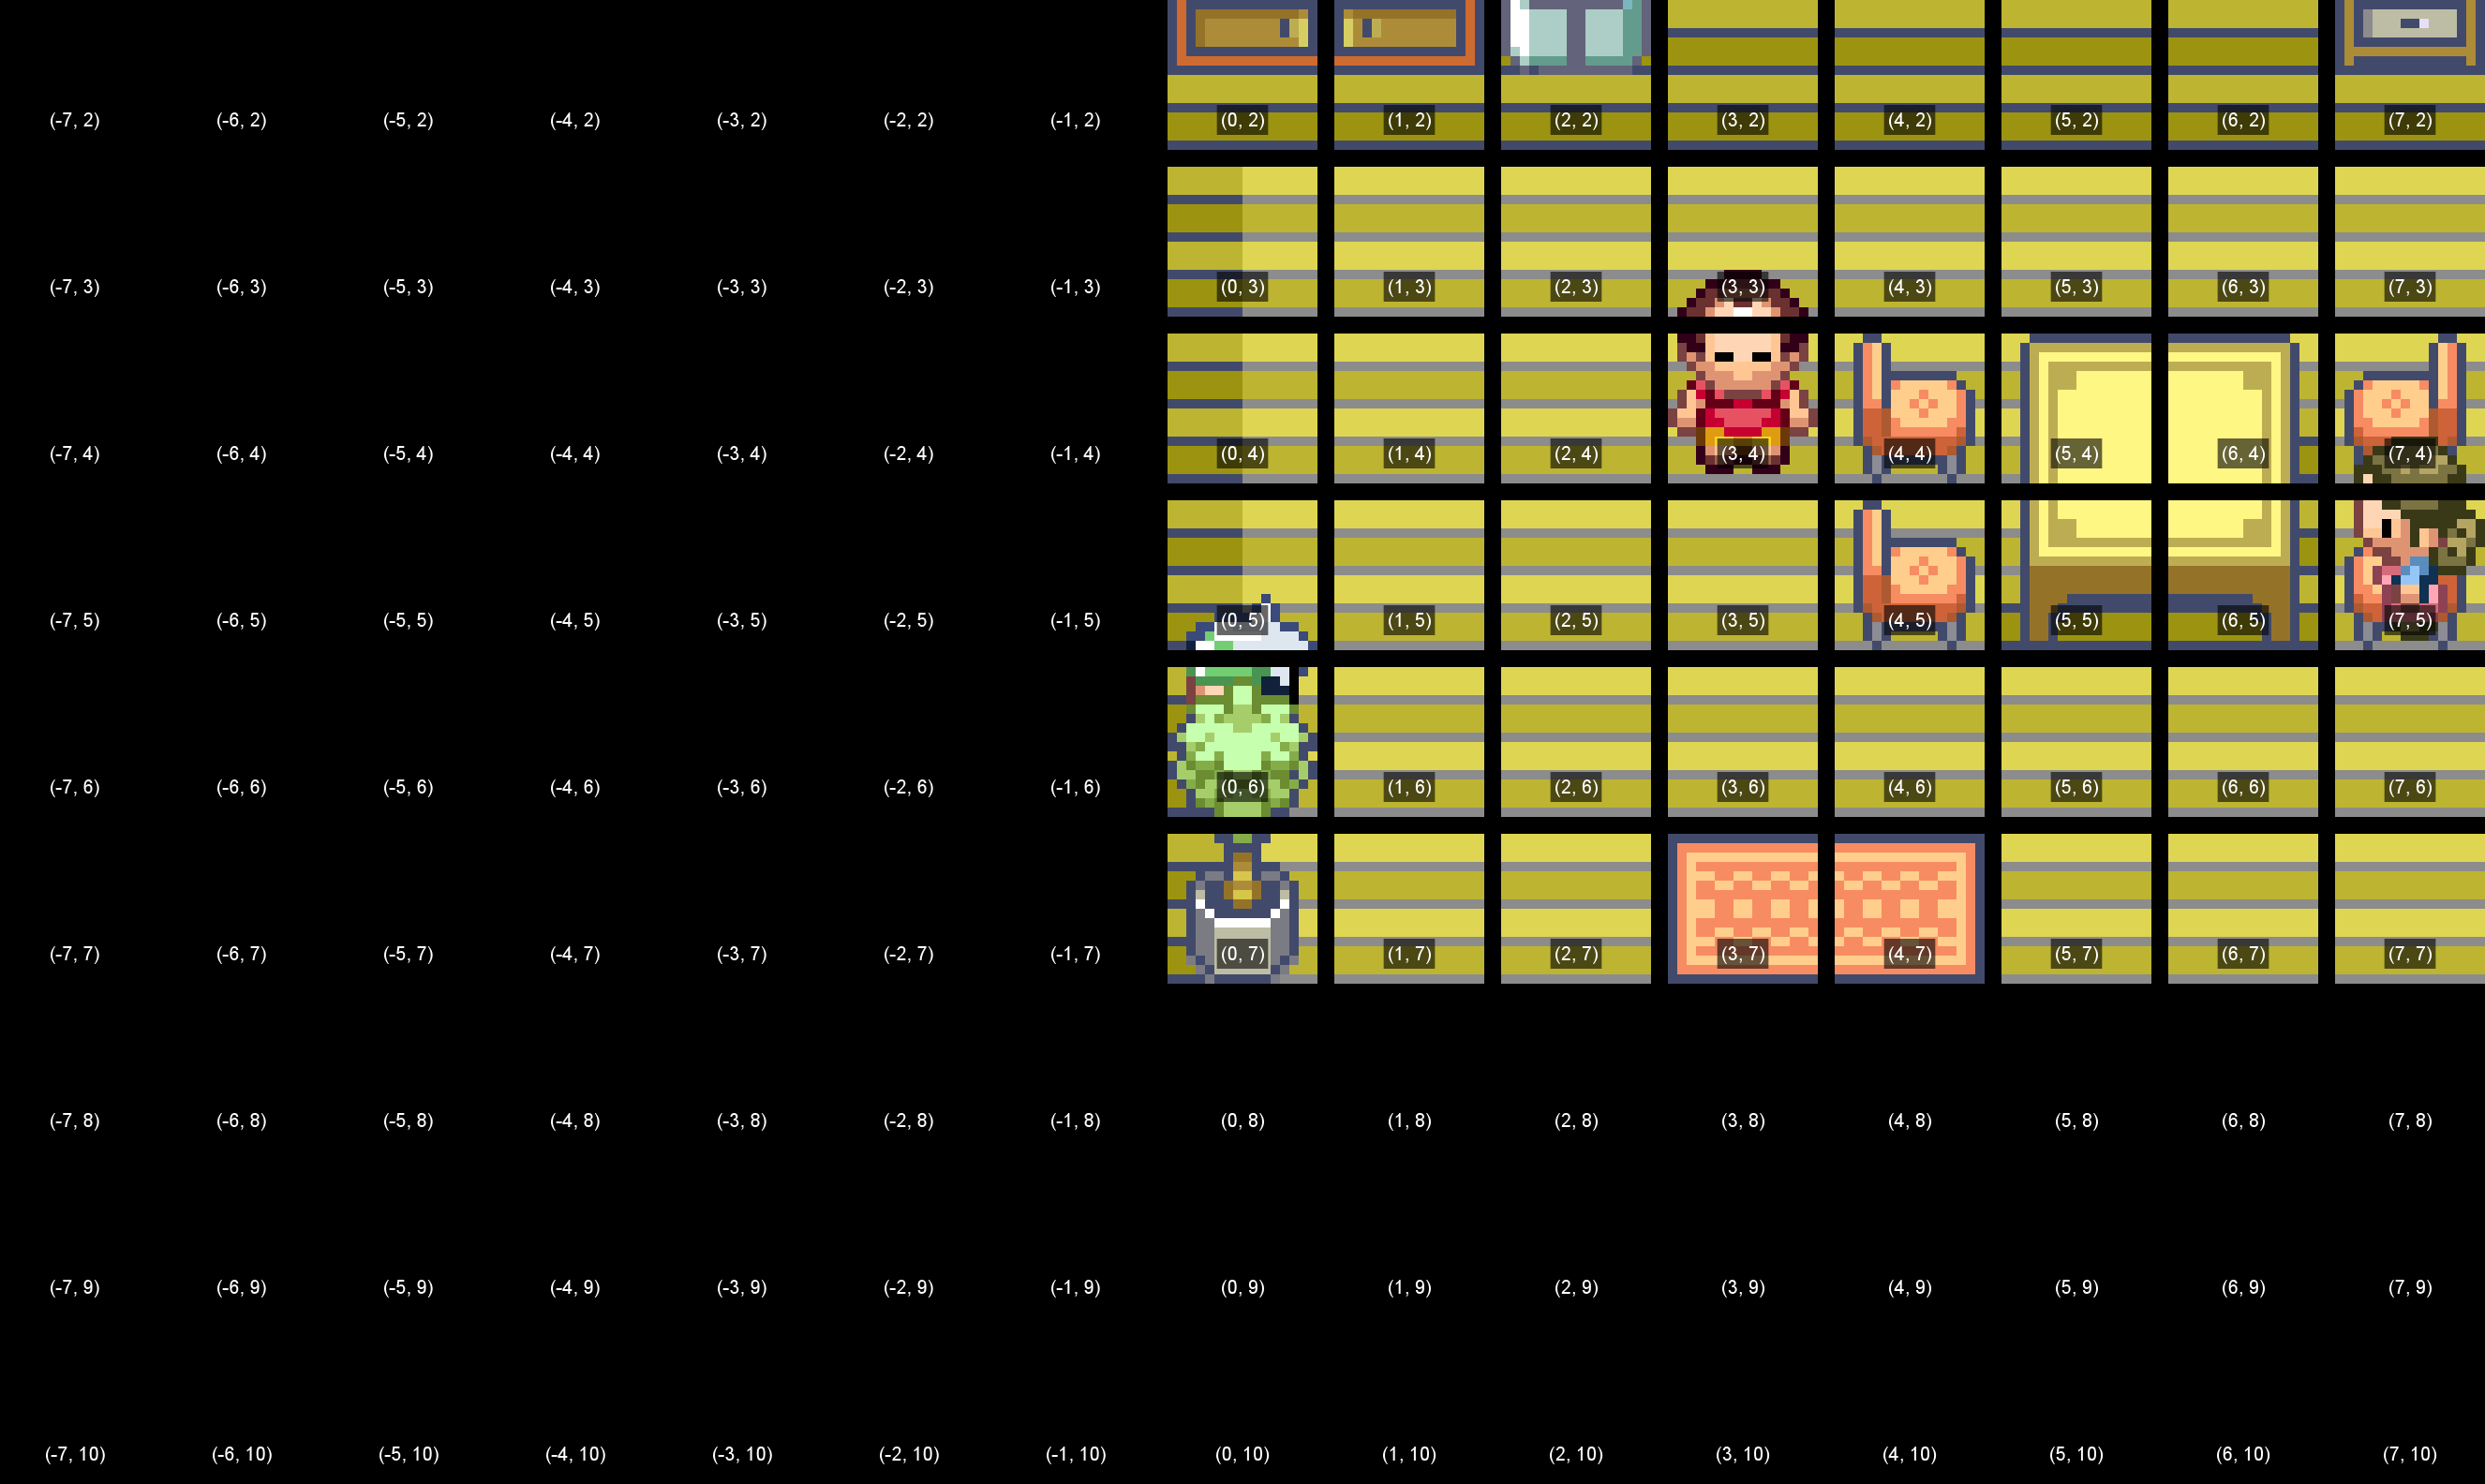 (-7, 2) (-6, 2) (-5, 2) (-4, 2) (-3, 2) (-2, 2) (-1, 2) (0, 2) (1, 2) (2, 2) (3, 2) (4, 2) (5, 2) (6, 2) (7, 2)
(-7, 3) (-6, 3) (-5, 3) (-4, 3) (-3, 3) (-2, 3) (-1, 3) (0, 3) (1, 3) (2, 3) (3, 3) (4, 3) (5, 3) (6, 3) (7, 3)
(-7, 4) (-6, 4) (-5, 4) (-4, 4) (-3, 4) (-2, 4) (-1, 4) (0, 4) (1, 4) (2, 4) (3, 4) (4, 4) (5, 4) (6, 4) (7, 4)
(-7, 5) (-6, 5) (-5, 5) (-4, 5) (-3, 5) (-2, 5) (-1, 5) (0, 5) (1, 5) (2, 5) (3, 5) (4, 5) (5, 5) (6, 5) (7, 5)
(-7, 6) (-6, 6) (-5, 6) (-4, 6) (-3, 6) (-2, 6) (-1, 6) (0, 6) (1, 6) (2, 6) (3, 6) (4, 6) (5, 6) (6, 6) (7, 6)
(-7, 7) (-6, 7) (-5, 7) (-4, 7) (-3, 7) (-2, 7) (-1, 7) (0, 7) (1, 7) (2, 7) (3, 7) (4, 7) (5, 7) (6, 7) (7, 7)
(-7, 8) (-6, 8) (-5, 8) (-4, 8) (-3, 8) (-2, 8) (-1, 8) (0, 8) (1, 8) (2, 8) (3, 8) (4, 8) (5, 8) (6, 8) (7, 8)
(-7, 9) (-6, 9) (-5, 9) (-4, 9) (-3, 9) (-2, 9) (-1, 9) (0, 9) (1, 9) (2, 9) (3, 9) (4, 9) (5, 9) (6, 9) (7, 9)
(-7, 10) (-6, 10) (-5, 10) (-4, 10) (-3, 10) (-2, 10) (-1, 10) (0, 10) (1, 10) (2, 10) (3, 10) (4, 10) (5, 10) (6, 10) (7, 10)